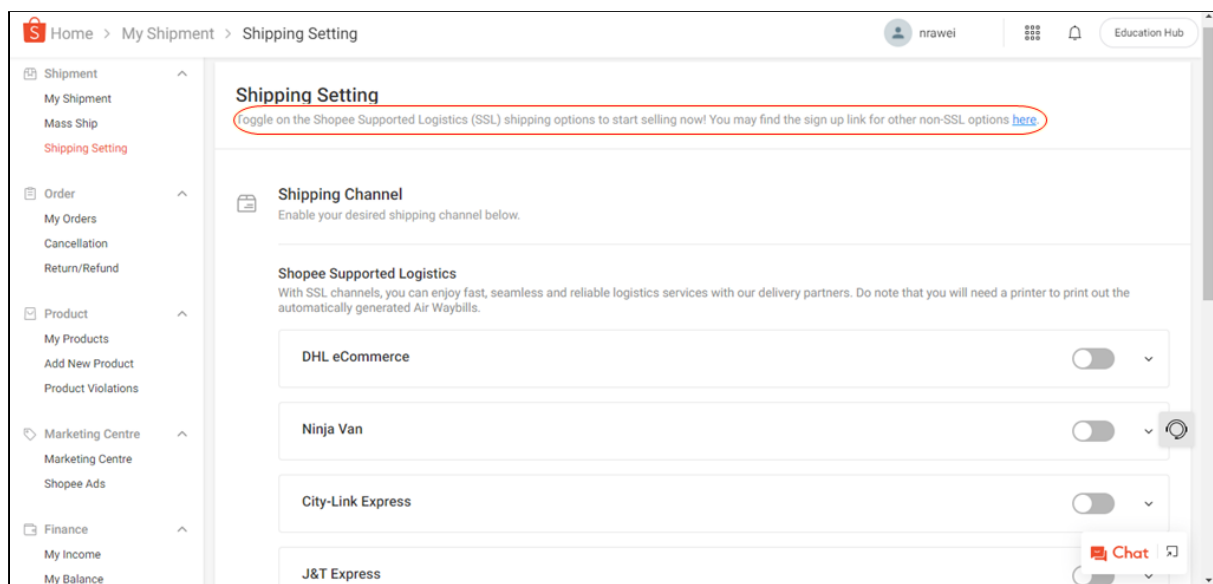 S Home > My Shipment > Shipping Setting
nrawei
Education Hub
Shipment
My Shipment
Mass Ship
Shipping Setting
Order
My Orders
Cancellation
Return/Refund
Product
My Products
Add New Product
Product Violations
Marketing Centre
Marketing Centre
Shopee Ads
Finance
My Income
My Balance
Shipping Setting
Toggle on the Shopee Supported Logistics (SSL) shipping options to start selling now! You may find the sign up link for other non-SSL options here.
Shipping Channel
Enable your desired shipping channel below.
Shopee Supported Logistics
With SSL channels, you can enjoy fast, seamless and reliable logistics services with our delivery partners. Do note that you will need a printer to print out the
automatically generated Air Waybills.
DHL eCommerce
Ninja Van
City-Link Express
J&T Express
Chat